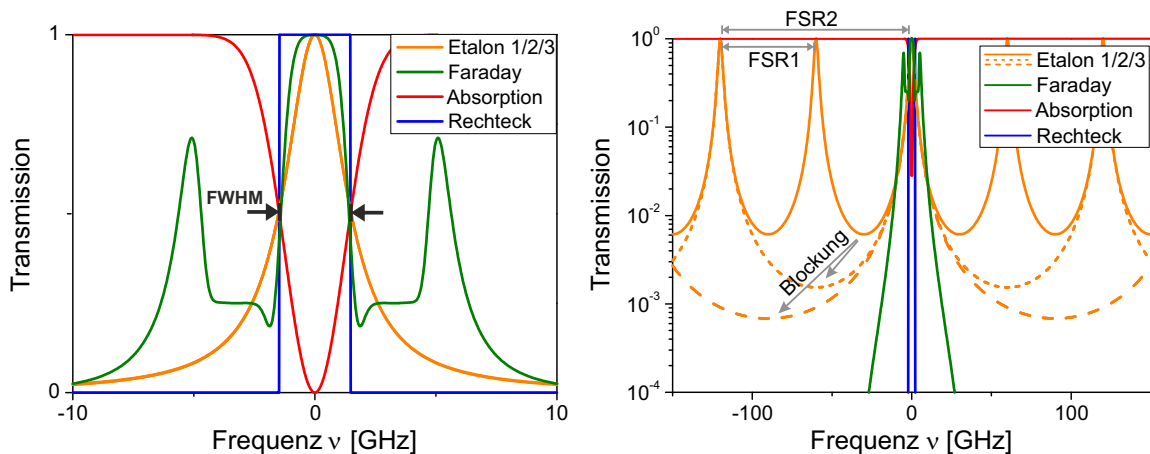 1
Etalon 1/2/3
Faraday
Absorption
Rechteck
FWHM
Transmission
0
-10
0
10
Frequenz ν [GHz]
FSR2
FSR1
10⁰
Etalon 1/2/3
Faraday
Absorption
Rechteck
10⁻¹
10⁻²
Blockung
10⁻³
10⁻⁴
Transmission
-100
0
100
Frequenz ν [GHz]